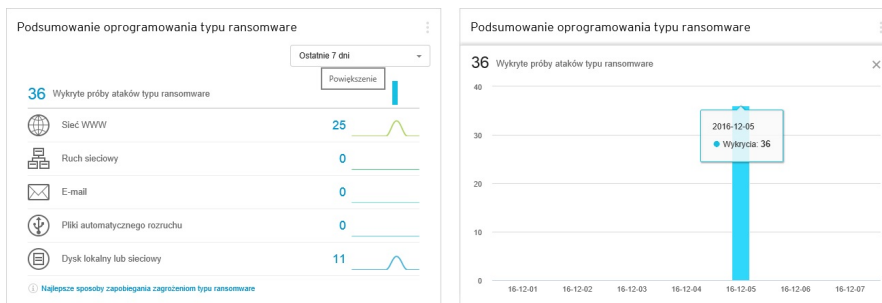 Podsumowanie oprogramowania typu ransomware
Ostatnie 7 dni
Powiększenie
36 Wykryte próby ataków typu ransomware
Sieć WWW 25
Ruch sieciowy 0
E-mail 0
Pliki automatycznego rozruchu 0
Dysk lokalny lub sieciowy 11
Najlepsze sposoby zapobiegania zagrożeniom typu ransomware
Podsumowanie oprogramowania typu ransomware
36 Wykryte próby ataków typu ransomware
40
30
20
10
0
2016-12-05
Wykrycia: 36
16-12-01 16-12-02 16-12-03 16-12-04 16-12-05 16-12-06 16-12-07